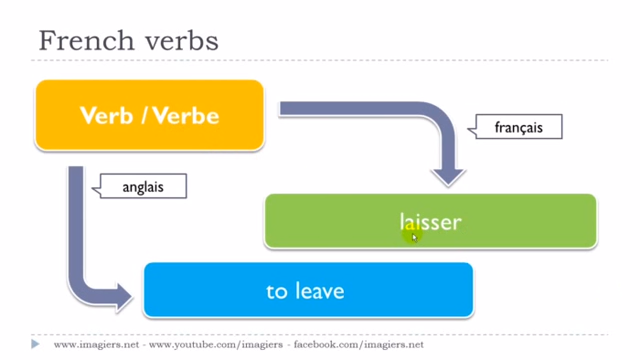 French verbs
Verb / Verbe
français
anglais
laisser
to leave
www.imagiers.net - www.youtube.com/imagiers - facebook.com/imagiers.net